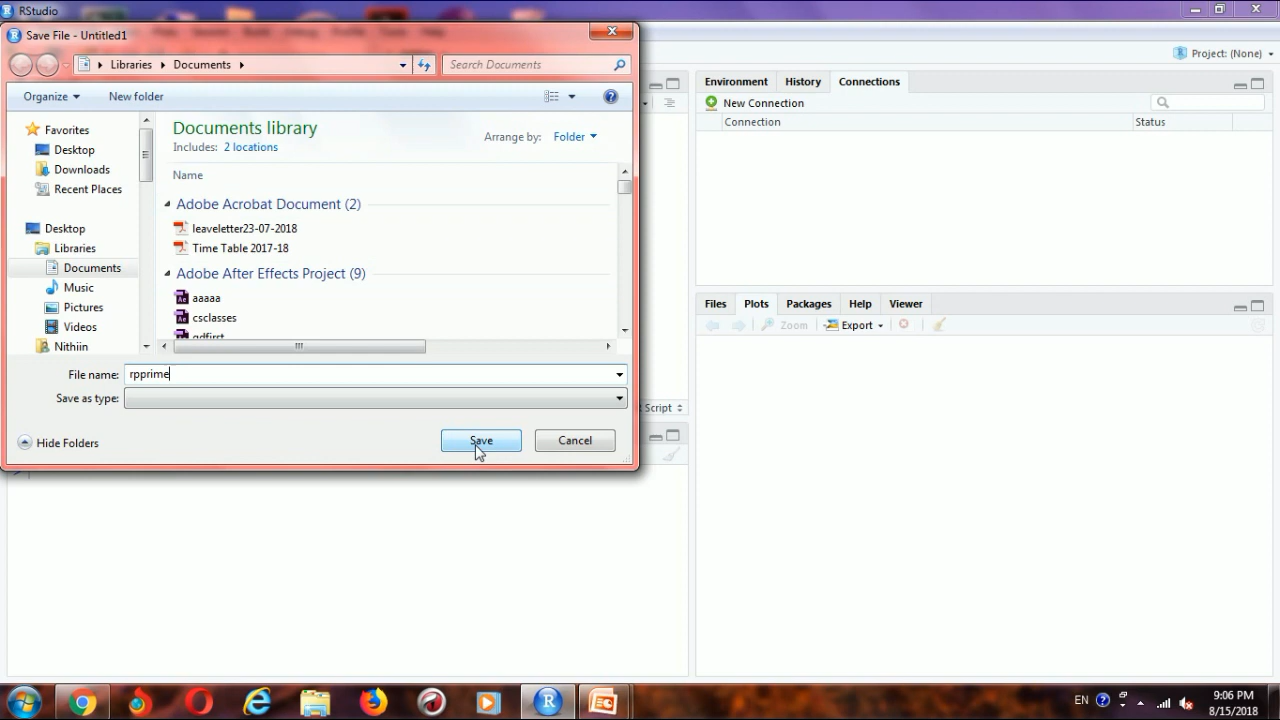 RStudio
Save File - Untitled1
Libraries Documents
Search Documents
Project: (None)
Organize
New folder
Documents library
Includes: 2 locations
Arrange by: Folder
Name
Favorites
Desktop
Downloads
Recent Places
Desktop
Libraries
Documents
Music
Pictures
Videos
Nithiin
Adobe Acrobat Document (2)
leaveletter23-07-2018
Time Table 2017-18
Adobe After Effects Project (9)
aaaaa
csclasses
File name: rpprime
Save as type:
Hide Folders
Save
Cancel
Script
Environment History Connections
New Connection
Connection Status
Files Plots Packages Help Viewer
Zoom Export
EN
9:06 PM
8/15/2018